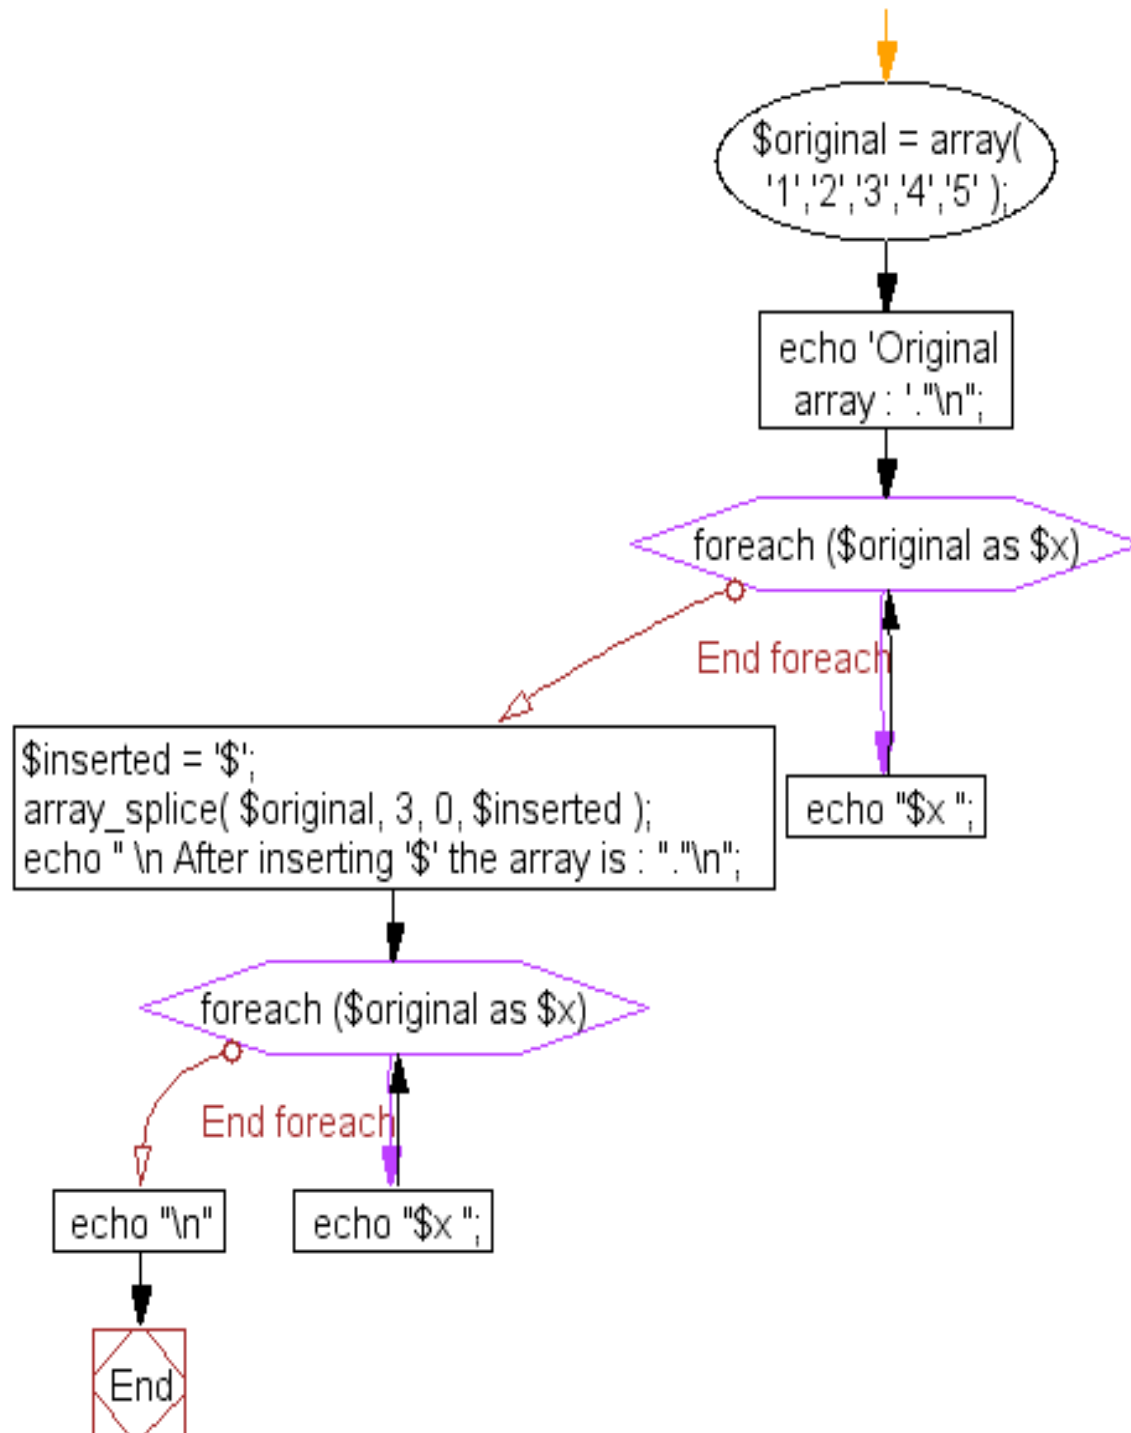 $original = array(
'1','2','3','4','5' );
echo 'Original
array : '."\n";
foreach ($original as $x)
End foreach
echo "$x ";
$inserted = '$';
array_splice( $original, 3, 0, $inserted );
echo " \n After inserting '$' the array is : "."\n";
foreach ($original as $x)
End foreach
echo "\n"
echo "$x ";
End